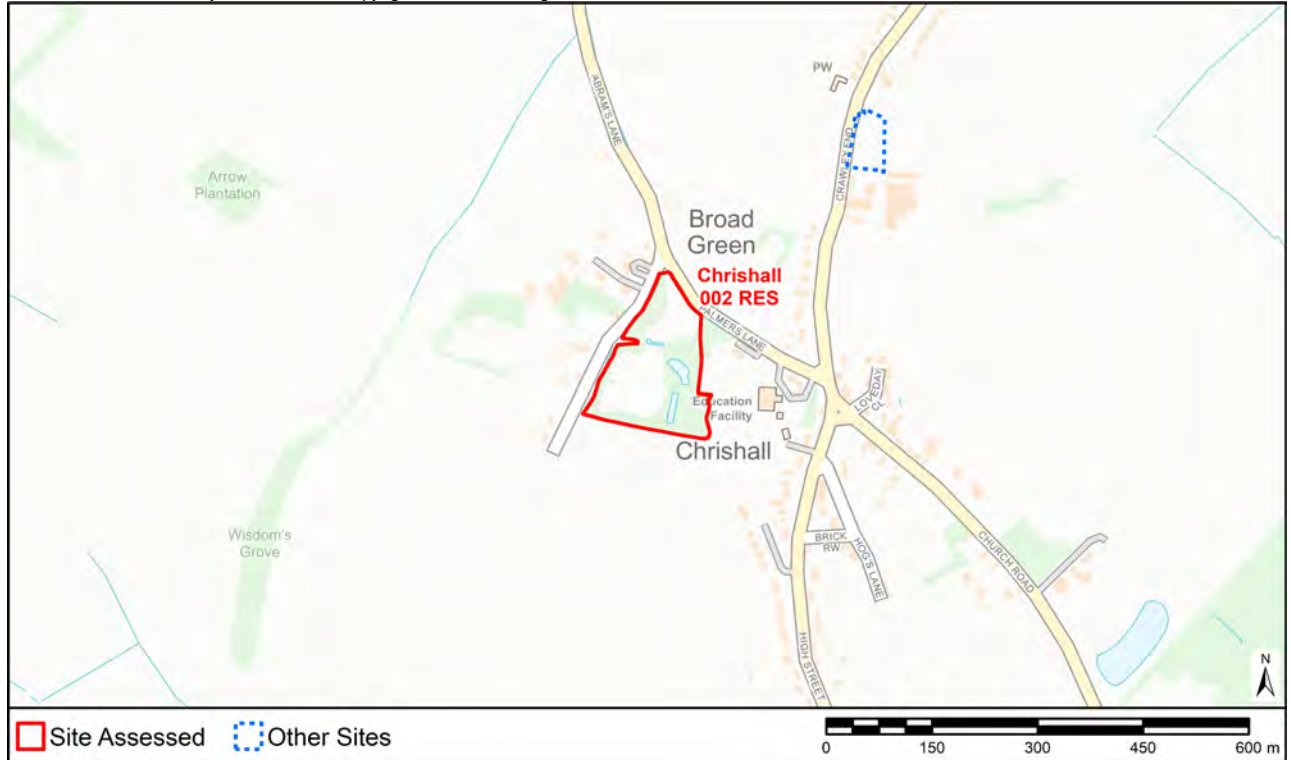 PW
ABRAM'S LANE
CRAWLEY END
Arrow
Plantation
Broad
Green
Chrishall
002 RES
PALMERS LANE
Drain
LOVEDAY
CL
Education
Facility
Chrishall
Wisdom's
Grove
BRICK
RW
HOG'S LANE
CHURCH ROAD
HIGH STREET
N
Site Assessed
Other Sites
0
150
300
450
600 m